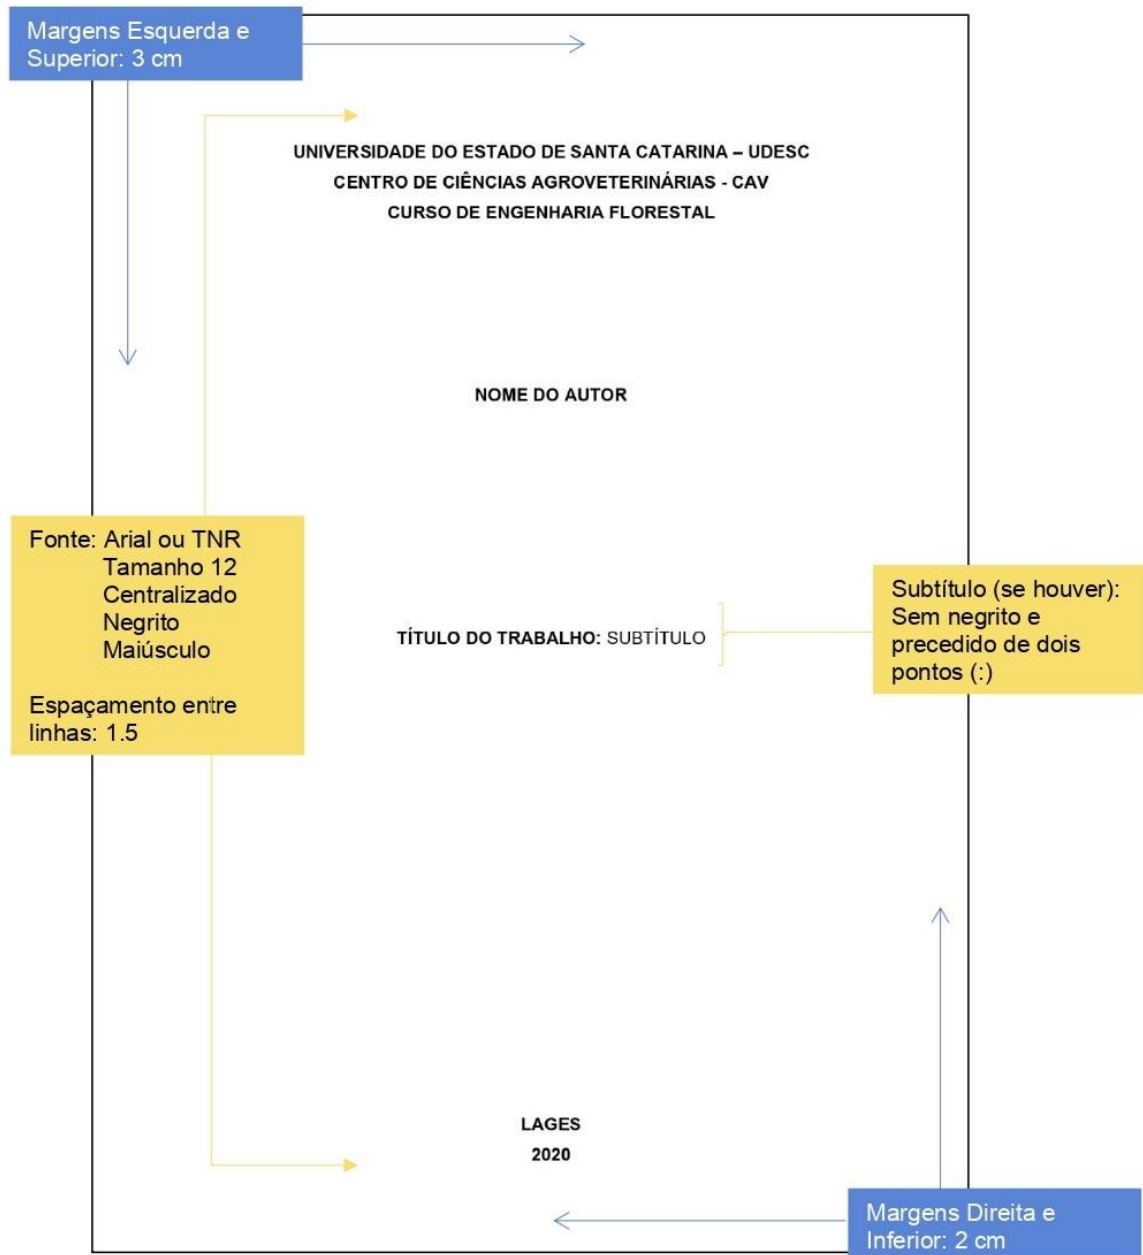 Margens Esquerda e
Superior: 3 cm
UNIVERSIDADE DO ESTADO DE SANTA CATARINA – UDESC
CENTRO DE CIÊNCIAS AGROVETERINÁRIAS - CAV
CURSO DE ENGENHARIA FLORESTAL
NOME DO AUTOR
Fonte: Arial ou TNR
Tamanho 12
Centralizado
Negrito
Maiúsculo
Espaçamento entre
linhas: 1.5
TÍTULO DO TRABALHO: SUBTÍTULO
Subtítulo (se houver):
Sem negrito e
precedido de dois
pontos (:)
LAGES
2020
Margens Direita e
Inferior: 2 cm